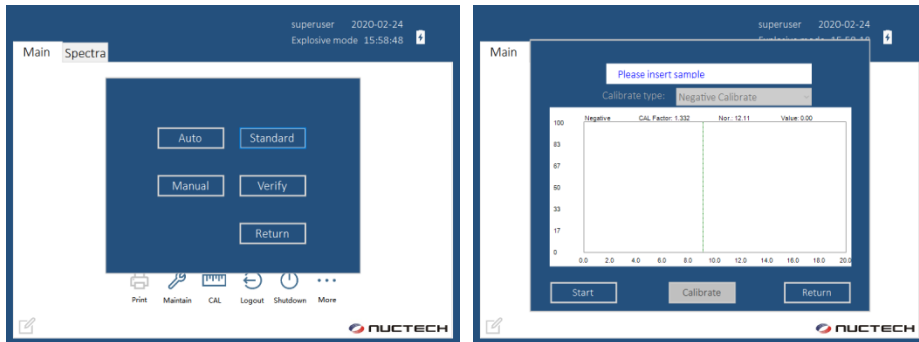 superuser 2020-02-24
Explosive mode 15:58:48
Main Spectra
Auto Standard
Manual Verify
Return
Print Maintain CAL Logout Shutdown More
NUCTECH
superuser 2020-02-24
Main
Please insert sample
Calibrate type: Negative Calibrate
Negative CAL Factor: 1.332 Nor.: 12.11 Value: 0.00
100
83
67
50
33
17
0
0.0 2.0 4.0 6.0 8.0 10.0 12.0 14.0 16.0 18.0 20.0
Start Calibrate Return
NUCTECH